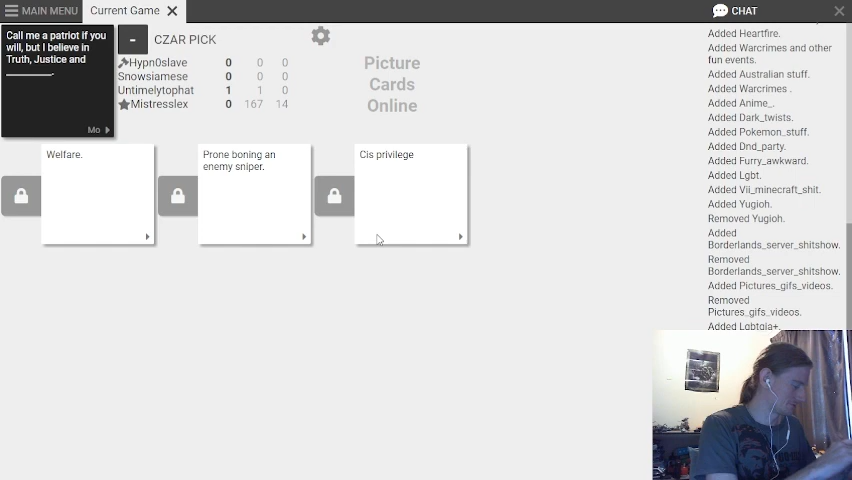 MAIN MENU
Current Game
CHAT
Call me a patriot if you
will, but I believe in
Truth, Justice and
________.
Mo
-
CZAR PICK
Hypn0slave 0 0 0
Snowsiamese 0 0 0
Untimelytophat 1 1 0
Mistresslex 0 167 14
Picture
Cards
Online
Welfare.
Prone boning an
enemy sniper.
Cis privilege
Added Heartfire.
Added Warcrimes and other
fun events.
Added Australian stuff.
Added Warcrimes .
Added Anime_.
Added Dark_twists.
Added Pokemon_stuff.
Added Dnd_party.
Added Furry_awkward.
Added Lgbt.
Added Vii_minecraft_shit.
Added Yugioh.
Removed Yugioh.
Added
Borderlands_server_shitshow.
Removed
Borderlands_server_shitshow.
Added Pictures_gifs_videos.
Removed
Pictures_gifs_videos.
Added Lgbtqia+.